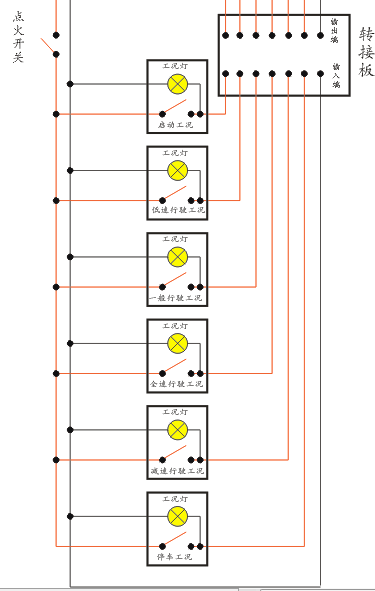 点火开关
输出端
转接板
输入端
工况灯
启动工况
工况灯
低速行驶工况
工况灯
一般行驶工况
工况灯
全速行驶工况
工况灯
减速行驶工况
工况灯
停车工况